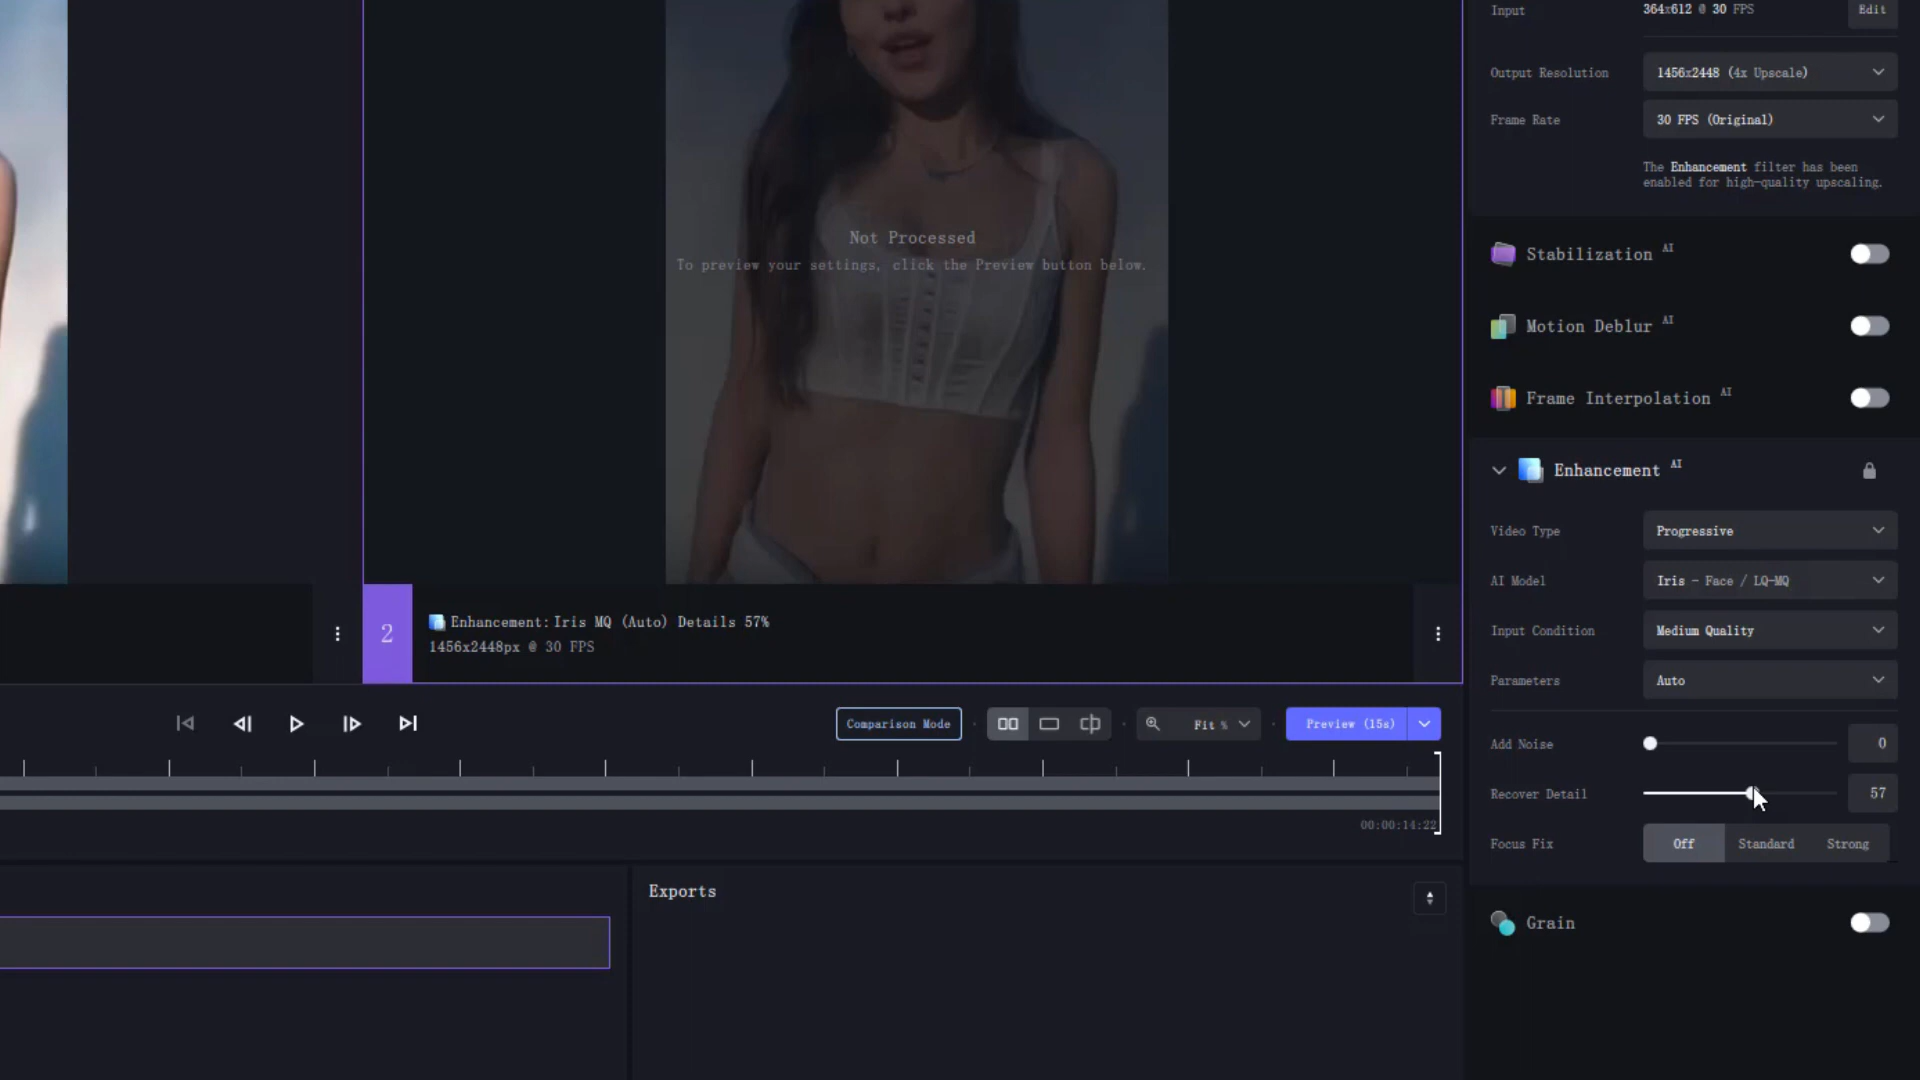 Input 364x612 @ 30 FPS Edit
Output Resolution 1456x2448 (4x Upscale)
Frame Rate 30 FPS (Original)
The Enhancement filter has been
enabled for high-quality upscaling.
Not Processed
To preview your settings, click the Preview button below.
Stabilization AI
Motion Deblur AI
Frame Interpolation AI
Enhancement AI
Video Type Progressive
AI Model Iris - Face / LQ-MQ
Input Condition Medium Quality
Parameters Auto
2
Enhancement: Iris MQ (Auto) Details 57%
1456x2448px @ 30 FPS
Comparison Mode
Fit %
Preview (15s)
Add Noise 0
Recover Detail 57
00:00:14:22
Focus Fix Off Standard Strong
Exports
Grain